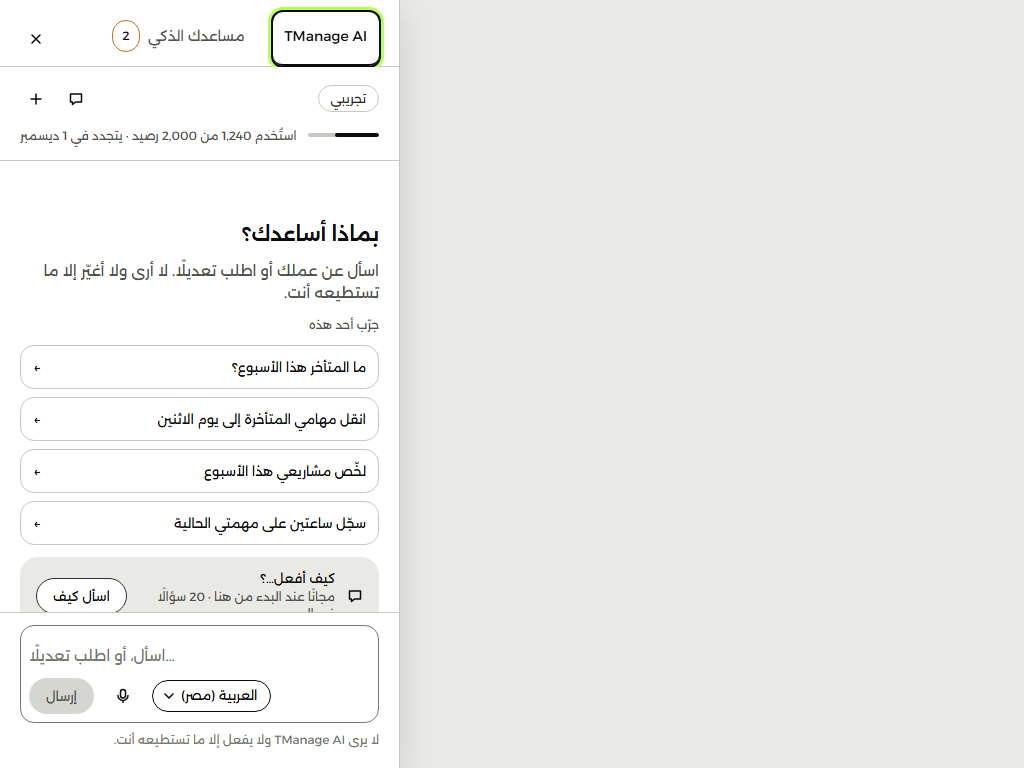 TManage AI
مساعدك الذكي
2
تجريبي
استُخدم 1,240 من 2,000 رصيد · يتجدد في 1 ديسمبر
بماذا أساعدك؟
اسأل عن عملك أو اطلب تعديلًا. لا أرى ولا أغيّر إلا ما
تستطيعه أنت.
جرّب أحد هذه
ما المتأخر هذا الأسبوع؟
انقل مهامي المتأخرة إلى يوم الاثنين
لخّص مشاريعي هذا الأسبوع
سجّل ساعتين على مهمتي الحالية
كيف أفعل...؟
مجانًا عند البدء من هنا · 20 سؤالًا
اسأل كيف
اسأل، أو اطلب تعديلًا...
العربية (مصر)
إرسال
لا يرى TManage AI ولا يفعل إلا ما تستطيعه أنت.